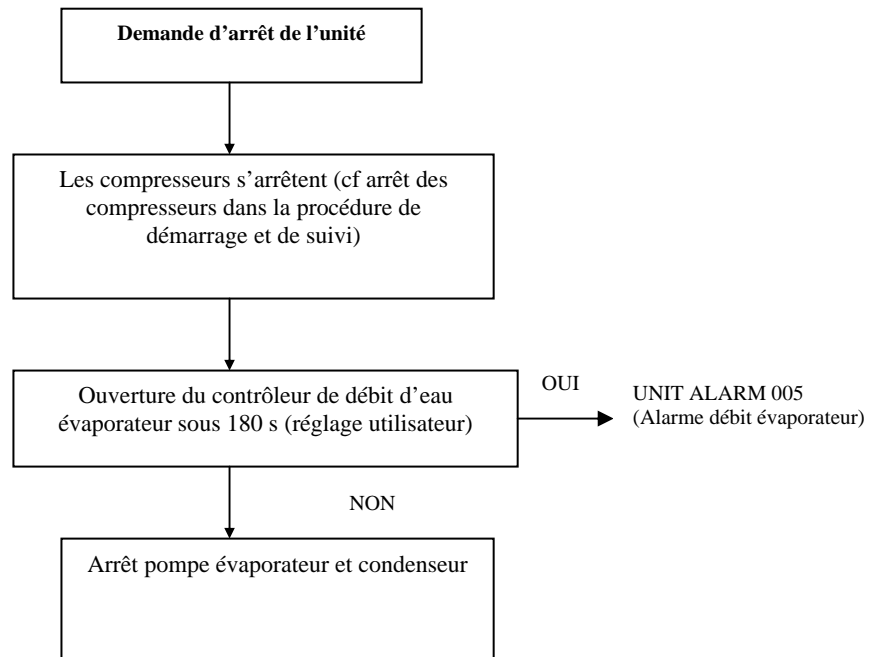 Demande d'arrêt de l'unité
Les compresseurs s'arrêtent (cf arrêt des
compresseurs dans la procédure de
démarrage et de suivi)
Ouverture du contrôleur de débit d'eau
évaporateur sous 180 s (réglage utilisateur)
OUI
UNIT ALARM 005
(Alarme débit évaporateur)
NON
Arrêt pompe évaporateur et condenseur